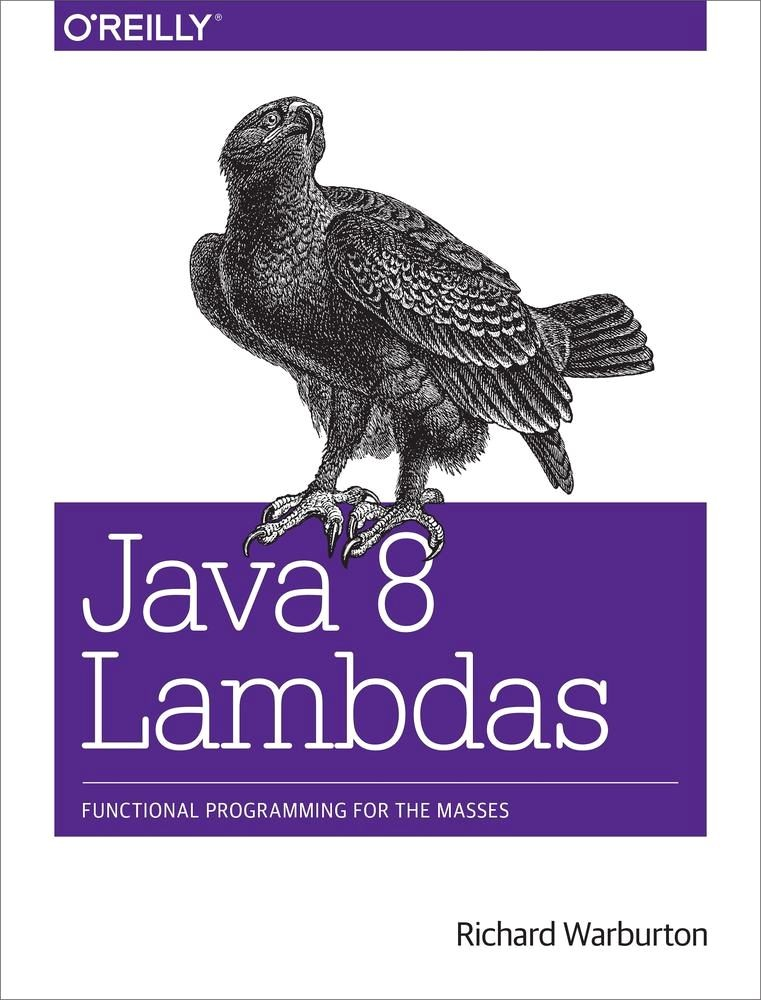 O'REILLY®
Java 8
Lambdas
FUNCTIONAL PROGRAMMING FOR THE MASSES
Richard Warburton